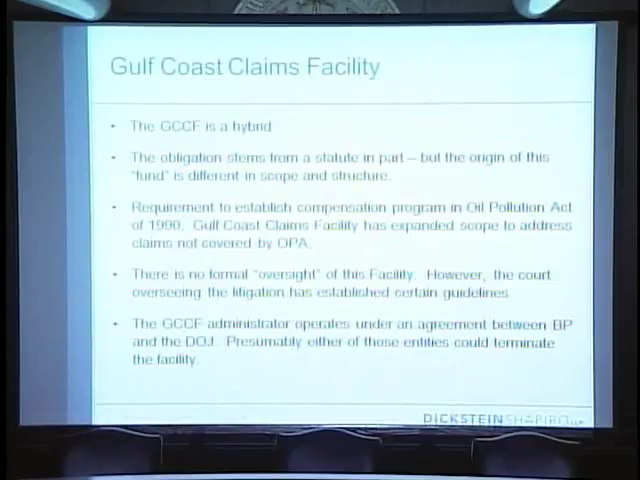 Gulf Coast Claims Facility
• The GCCF is a hybrid
• The obligation stems from a statute in part – but the origin of this
"fund" is different in scope and structure.
• Requirement to establish compensation program in Oil Pollution Act
of 1990. Gulf Coast Claims Facility has expanded scope to address
claims not covered by OPA.
• There is no formal "oversight" of this Facility. However, the court
overseeing the litigation has established certain guidelines
• The GCCF administrator operates under an agreement between BP
and the DOJ. Presumably either of those entities could terminate
the facility.
DICKSTEINSHAPIRO LLP